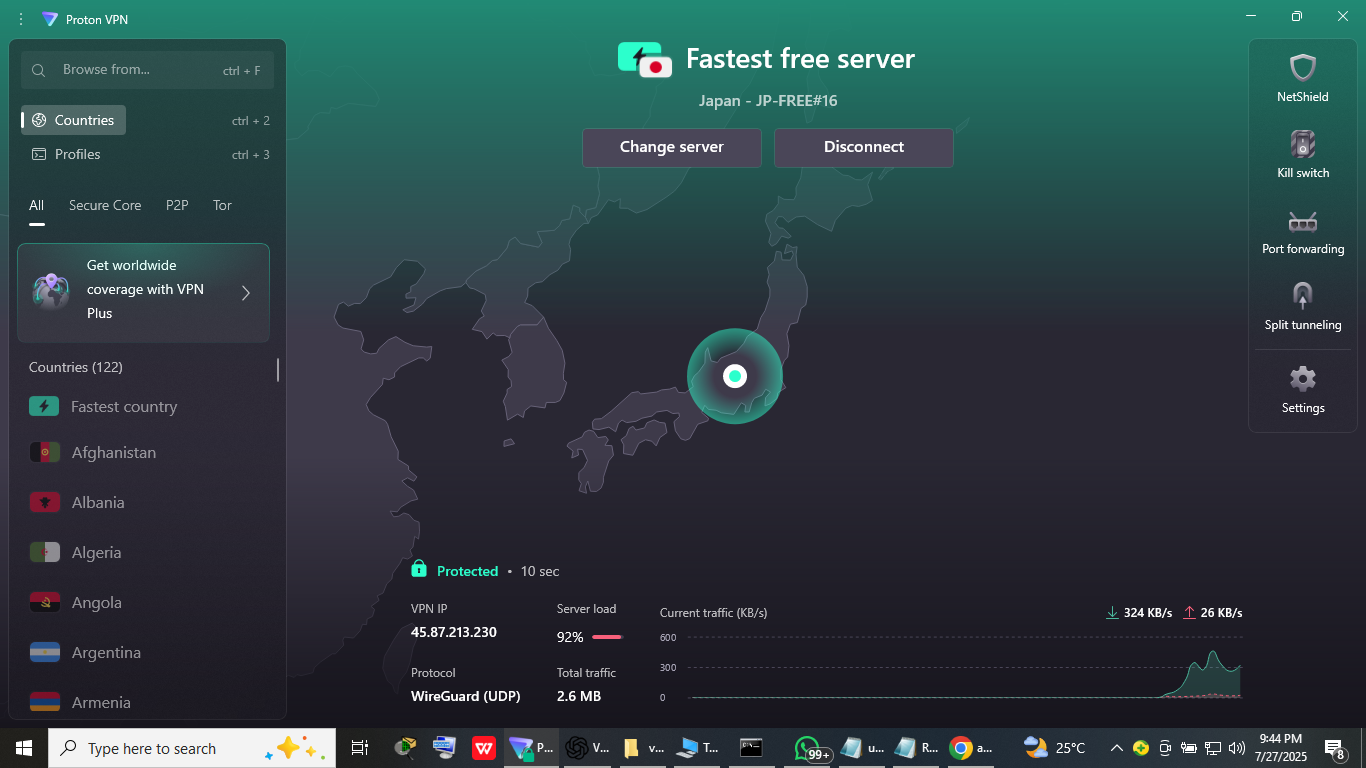 Proton VPN
Browse from...
ctrl + F
Countries
ctrl + 2
Profiles
ctrl + 3
All
Secure Core
P2P
Tor
Get worldwide
coverage with VPN
Plus
Countries (122)
Fastest country
Afghanistan
Albania
Algeria
Angola
Argentina
Armenia
Fastest free server
Japan - JP-FREE#16
Change server
Disconnect
NetShield
Kill switch
Port forwarding
Split tunneling
Settings
Protected • 10 sec
VPN IP
45.87.213.230
Server load
92%
Protocol
WireGuard (UDP)
Total traffic
2.6 MB
Current traffic (KB/s)
324 KB/s
26 KB/s
600
300
0
Type here to search
P...
V...
v...
T...
99+
u...
R...
a...
25°C
9:44 PM
7/27/2025
8